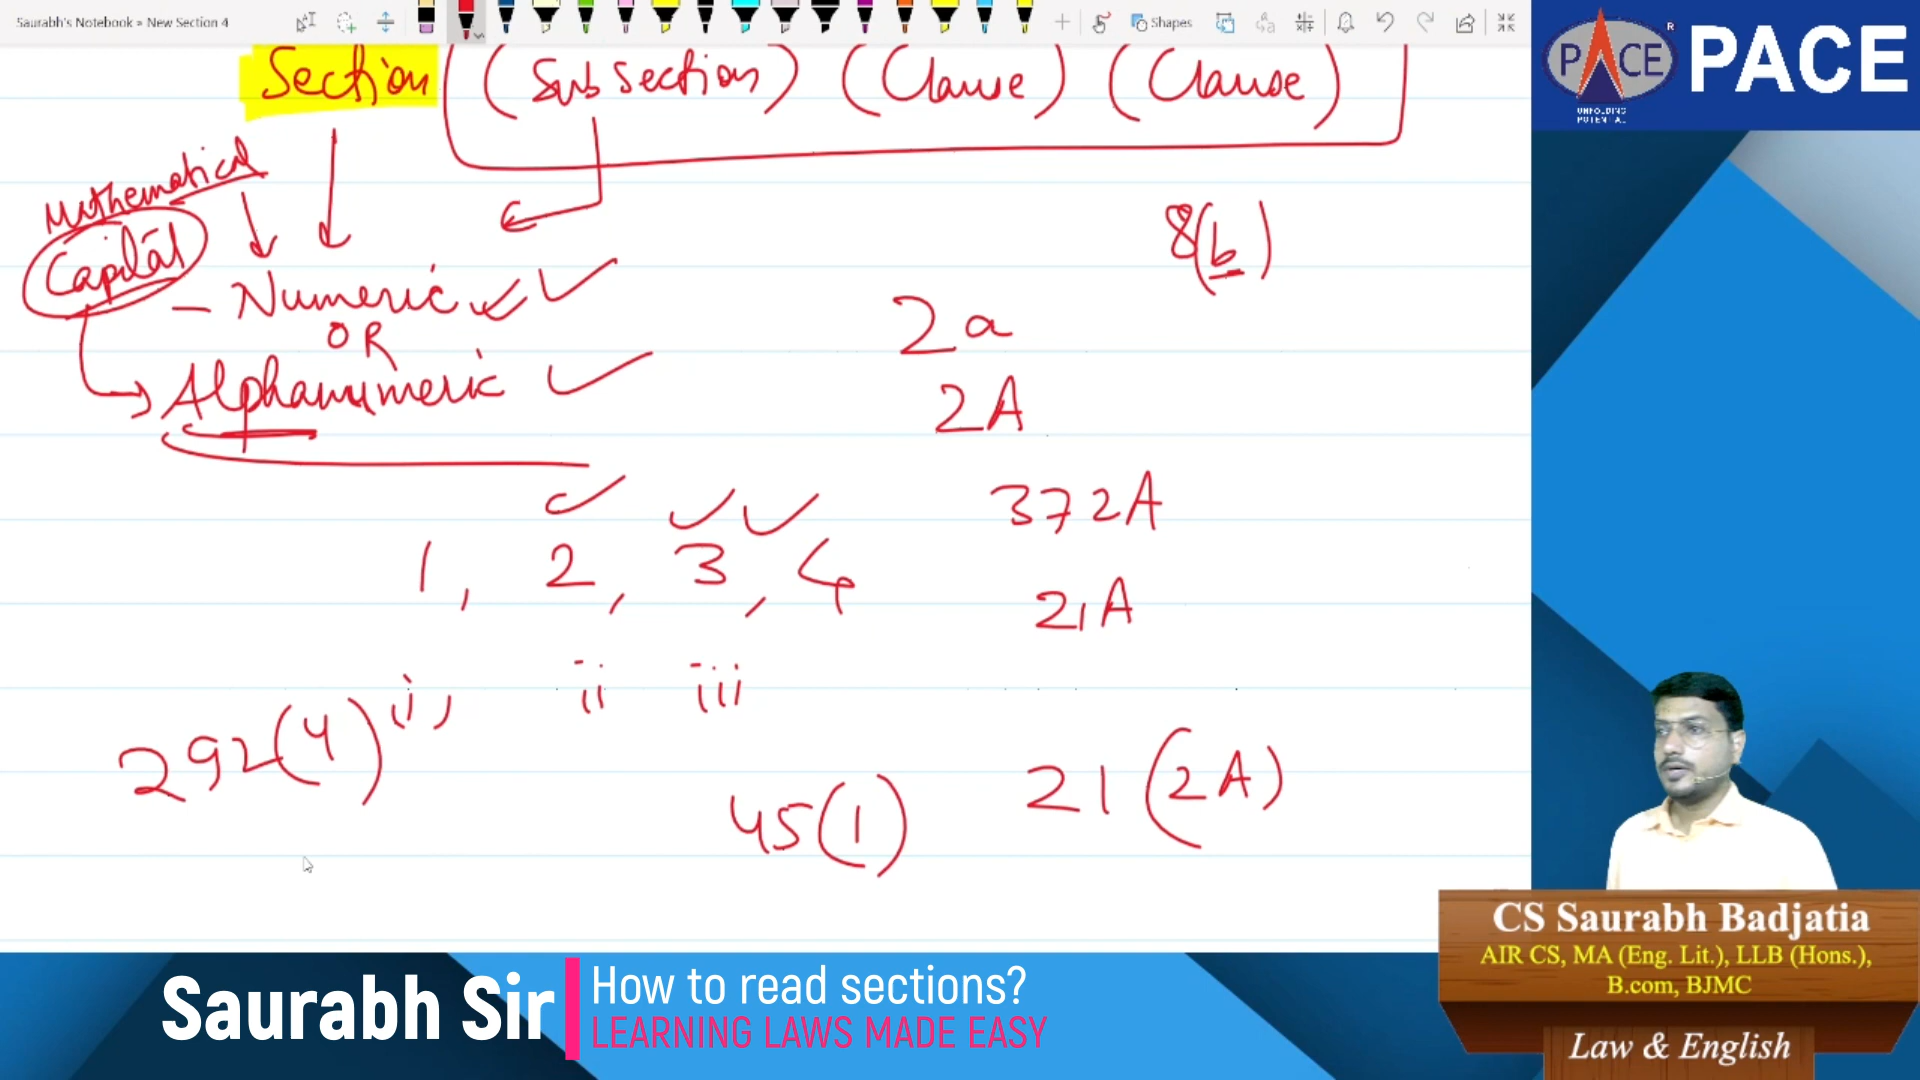 Saurabh's Notebook » New Section 4
Shapes
Section (Subsection) (Clause) (Clause)
Mathematical
Capital
- Numeric
OR
Alphanumeric
8(b)
2a
2A
372A
21A
1, 2, 3, 4
i, ii iii
292(4)
45(1)
21(2A)
PACE
UNFOLDING
POTENTIAL
R
PACE
CS Saurabh Badjatia
AIR CS, MA (Eng. Lit.), LLB (Hons.),
B.com, BJMC
Law & English
Saurabh Sir
How to read sections?
LEARNING LAWS MADE EASY